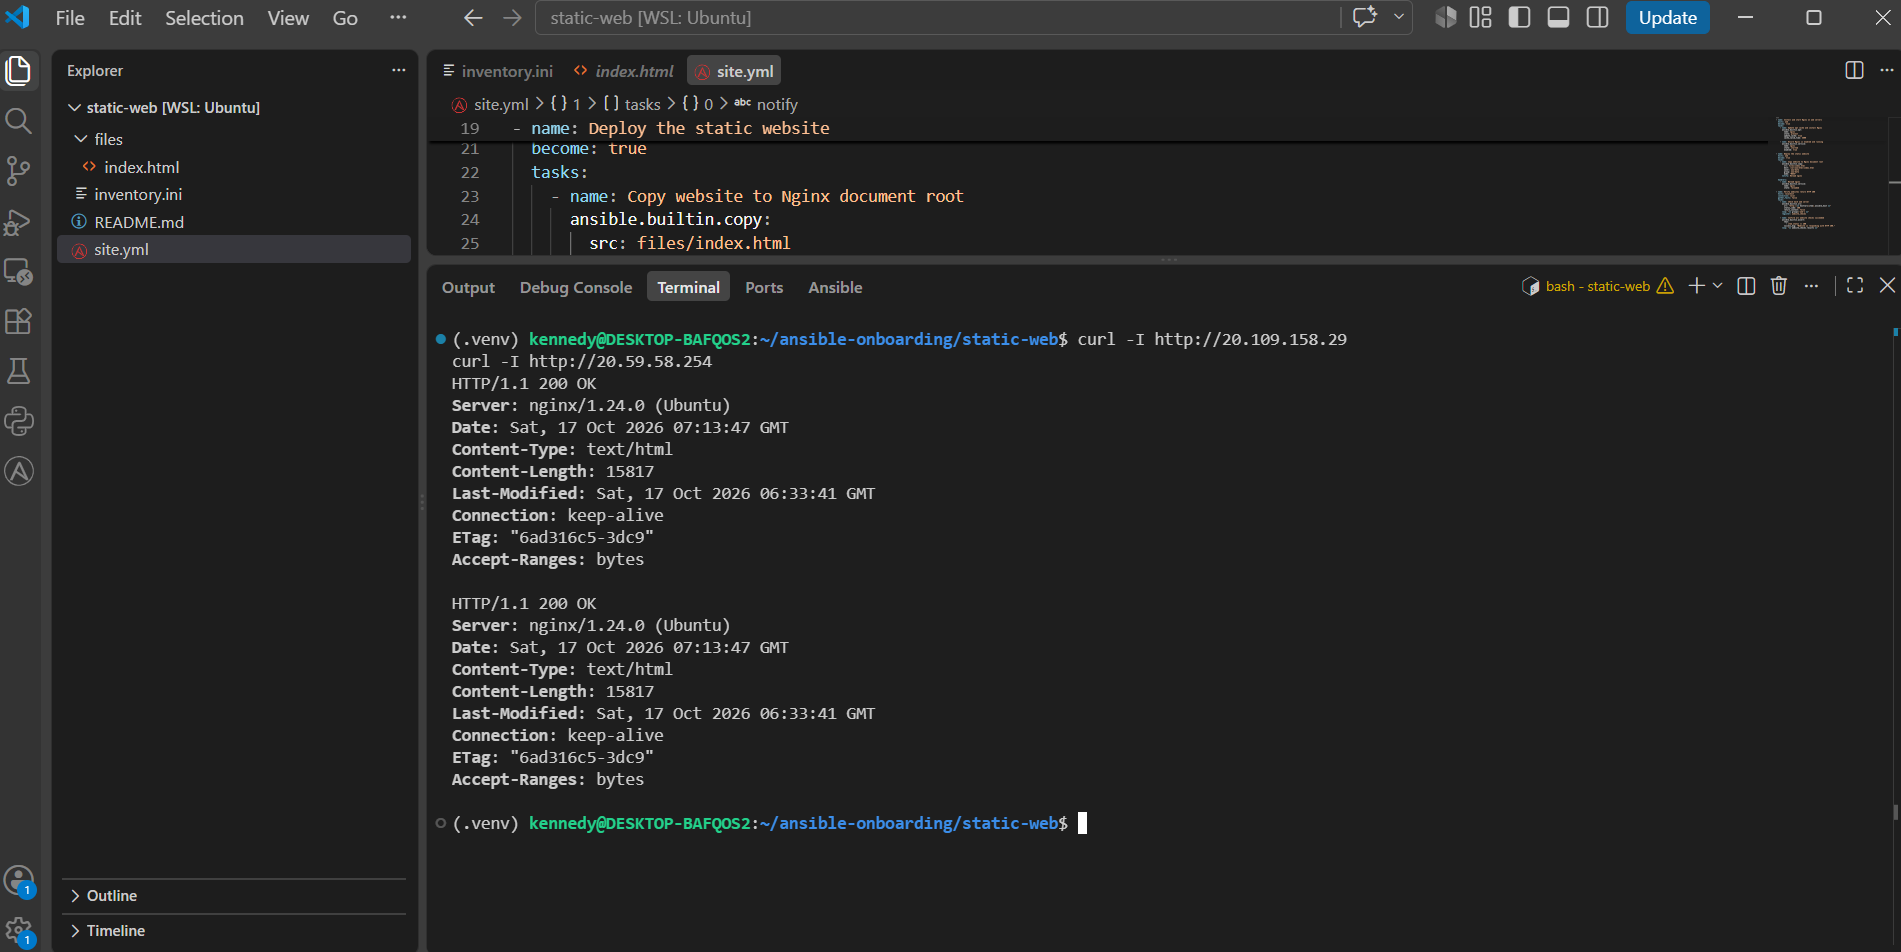 File Edit Selection View Go ··· static-web [WSL: Ubuntu] Update
Explorer ···
static-web [WSL: Ubuntu]
files
<> index.html
inventory.ini
README.md
site.yml
Outline
Timeline
1
1
inventory.ini <> index.html site.yml ···
site.yml > {} 1 > [] tasks > {} 0 > abc notify
19 - name: Deploy the static website
21 become: true
22 tasks:
23 - name: Copy website to Nginx document root
24 ansible.builtin.copy:
25 src: files/index.html
Output Debug Console Terminal Ports Ansible bash - static-web ···
(.venv) kennedy@DESKTOP-BAFQOS2:~/ansible-onboarding/static-web$ curl -I http://20.109.158.29
curl -I http://20.59.58.254
HTTP/1.1 200 OK
Server: nginx/1.24.0 (Ubuntu)
Date: Sat, 17 Oct 2026 07:13:47 GMT
Content-Type: text/html
Content-Length: 15817
Last-Modified: Sat, 17 Oct 2026 06:33:41 GMT
Connection: keep-alive
ETag: "6ad316c5-3dc9"
Accept-Ranges: bytes
HTTP/1.1 200 OK
Server: nginx/1.24.0 (Ubuntu)
Date: Sat, 17 Oct 2026 07:13:47 GMT
Content-Type: text/html
Content-Length: 15817
Last-Modified: Sat, 17 Oct 2026 06:33:41 GMT
Connection: keep-alive
ETag: "6ad316c5-3dc9"
Accept-Ranges: bytes
(.venv) kennedy@DESKTOP-BAFQOS2:~/ansible-onboarding/static-web$